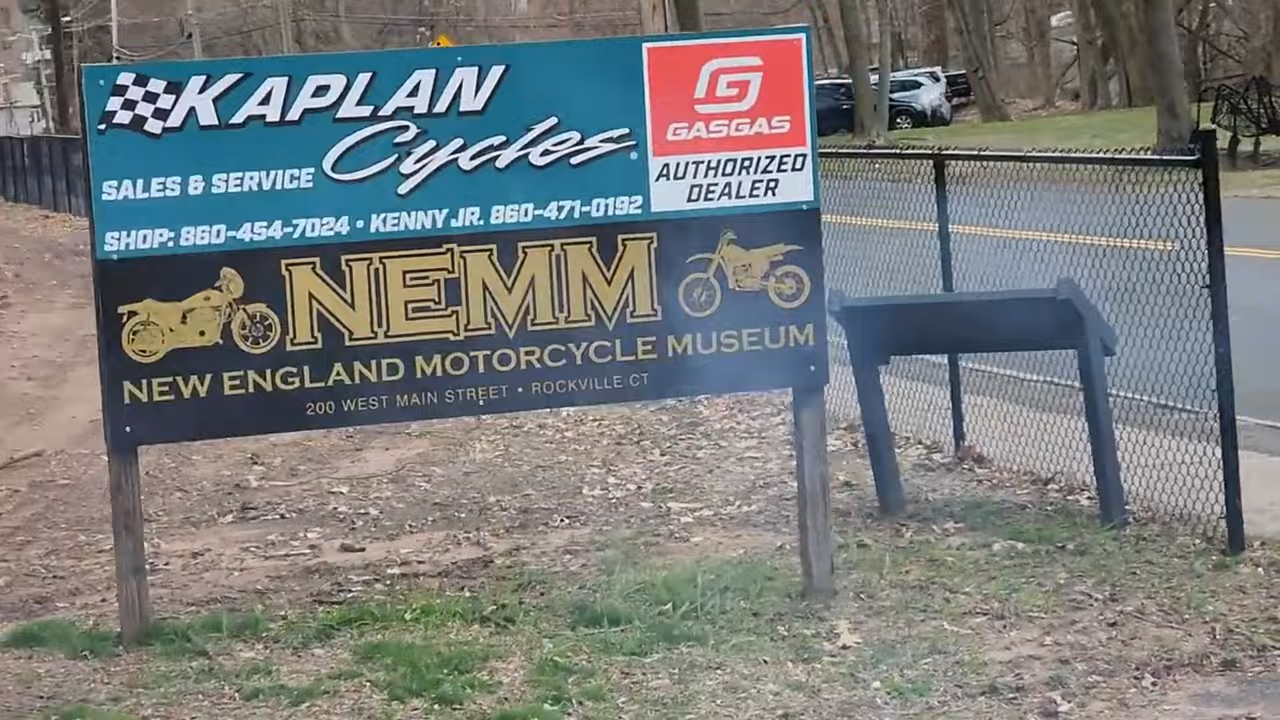 KAPLAN
Cycles®
SALES & SERVICE
SHOP: 860-454-7024 • KENNY JR. 860-471-0192
G
GASGAS
AUTHORIZED
DEALER
NEMM
NEW ENGLAND MOTORCYCLE MUSEUM
200 WEST MAIN STREET • ROCKVILLE CT